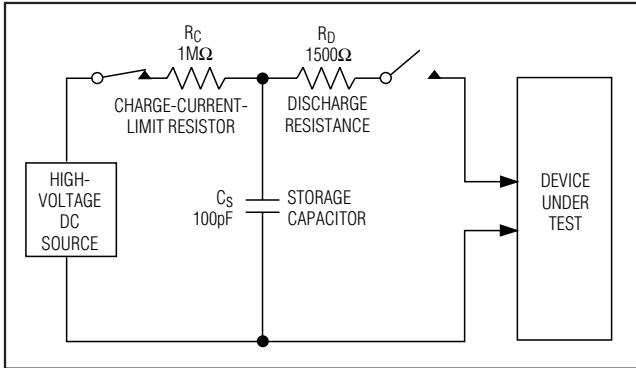 R_C
1MΩ
CHARGE-CURRENT-
LIMIT RESISTOR
R_D
1500Ω
DISCHARGE
RESISTANCE
HIGH-
VOLTAGE
DC
SOURCE
C_S
100pF
STORAGE
CAPACITOR
DEVICE
UNDER
TEST